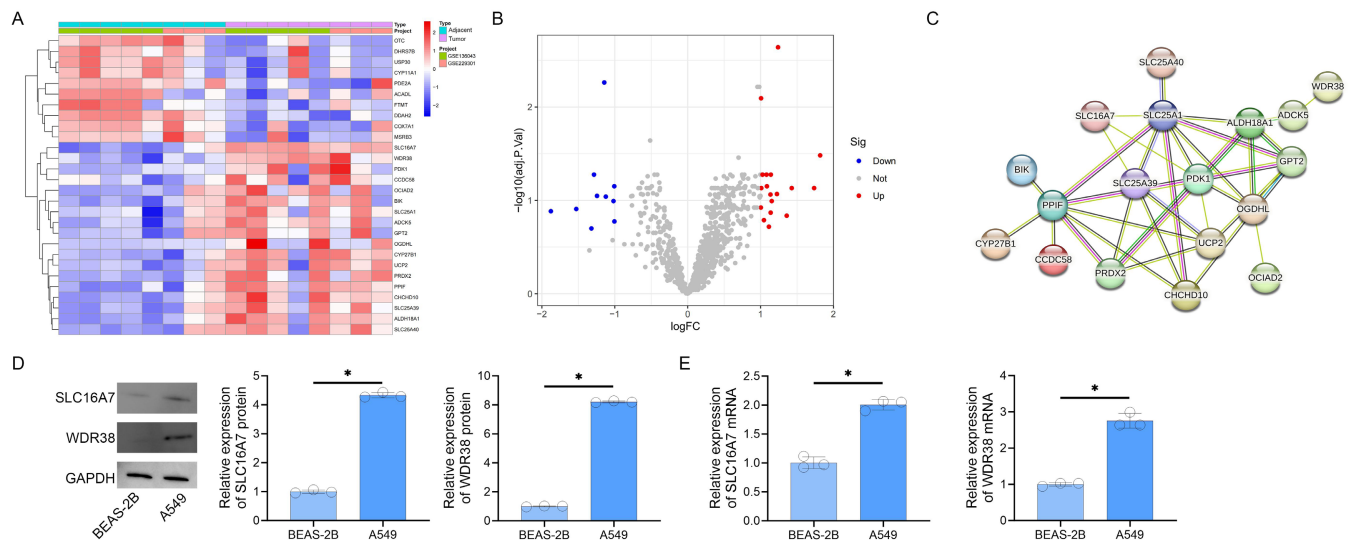 A
Type
Project
OTC
DHRS7B
USP30
CYP11A1
PDE2A
ACADL
FTMT
DDAH2
COX7A1
MSRB3
SLC16A7
WDR38
PDK1
CCDC58
OCIAD2
BIK
SLC25A1
ADCK5
GPT2
OGDHL
CYP27B1
UCP2
PRDX2
PPIF
CHCHD10
SLC25A39
ALDH18A1
SLC25A40
2
1
0
−1
−2
Type
Adjacent
Tumor
Project
GSE136043
GSE229301
B
−log10(adj.P.Val)
2
1
0
−2
−1
0
1
2
logFC
Sig
Down
Not
Up
C
SLC25A40
WDR38
SLC16A7
SLC25A1
ALDH18A1
ADCK5
GPT2
BIK
SLC25A39
PDK1
PPIF
OGDHL
CYP27B1
UCP2
CCDC58
PRDX2
OCIAD2
CHCHD10
D
SLC16A7
WDR38
GAPDH
BEAS-2B
A549
Relative expression
of SLC16A7 protein
5
4
3
2
1
0
*
BEAS-2B
A549
Relative expression
of WDR38 protein
10
8
6
4
2
0
*
BEAS-2B
A549
E
Relative expression
of SLC16A7 mRNA
2.5
2.0
1.5
1.0
0.5
0.0
*
BEAS-2B
A549
Relative expression
of WDR38 mRNA
4
3
2
1
0
*
BEAS-2B
A549